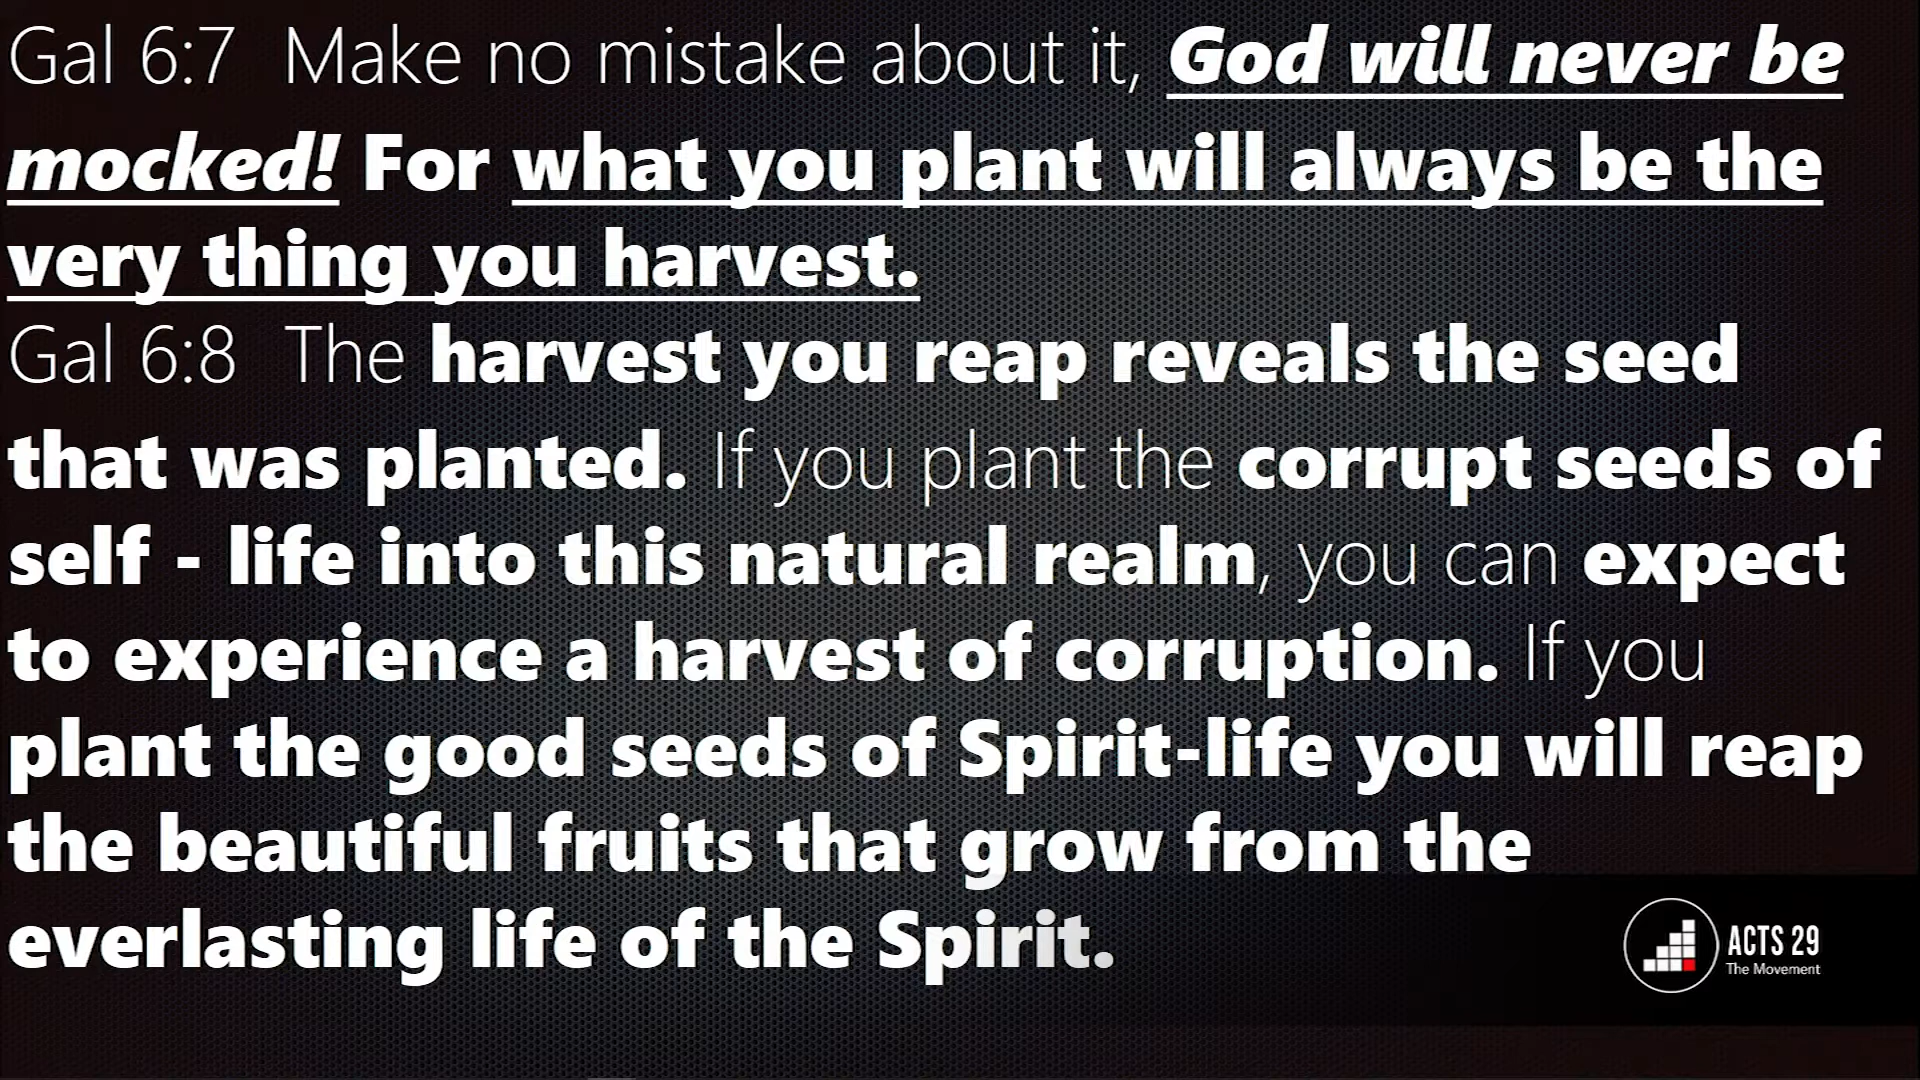 Gal 6:7  Make no mistake about it, God will never be
mocked! For what you plant will always be the
very thing you harvest.
Gal 6:8  The harvest you reap reveals the seed
that was planted. If you plant the corrupt seeds of
self - life into this natural realm, you can expect
to experience a harvest of corruption. If you
plant the good seeds of Spirit-life you will reap
the beautiful fruits that grow from the
everlasting life of the Spirit.
ACTS 29
The Movement